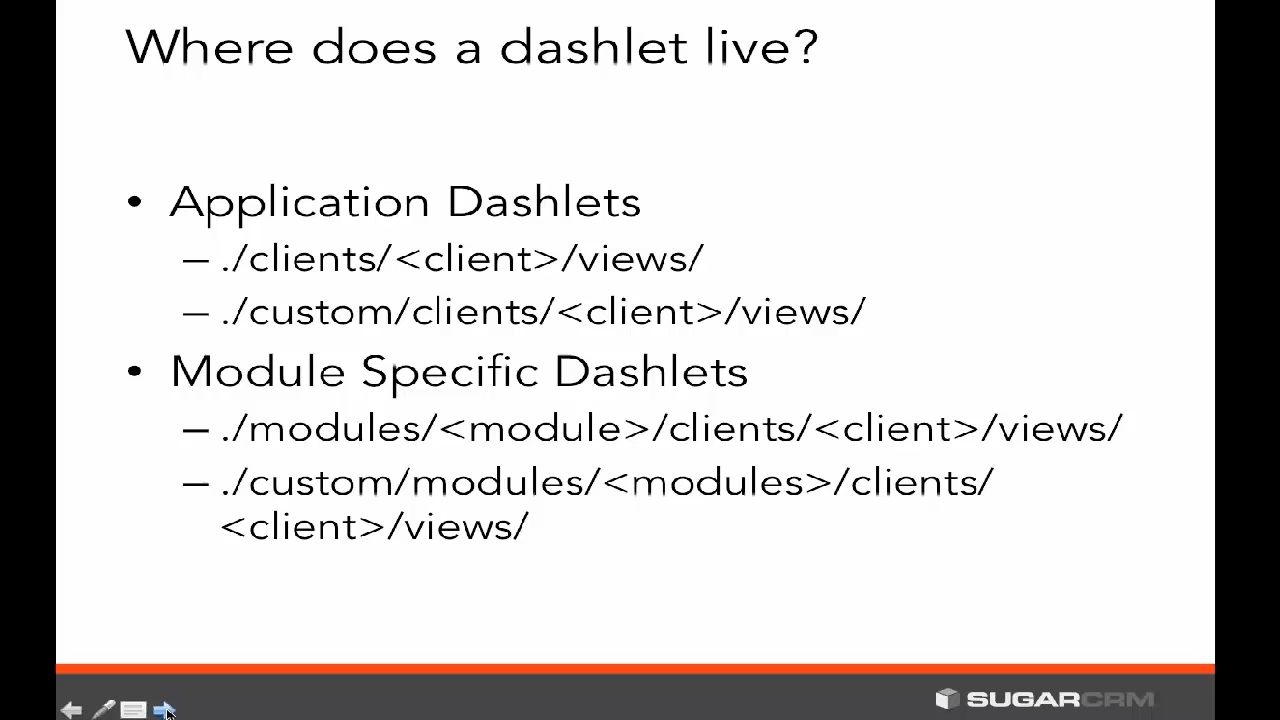 Where does a dashlet live?
• Application Dashlets
– ./clients/<client>/views/
– ./custom/clients/<client>/views/
• Module Specific Dashlets
– ./modules/<module>/clients/<client>/views/
– ./custom/modules/<modules>/clients/
<client>/views/
SUGARCRM